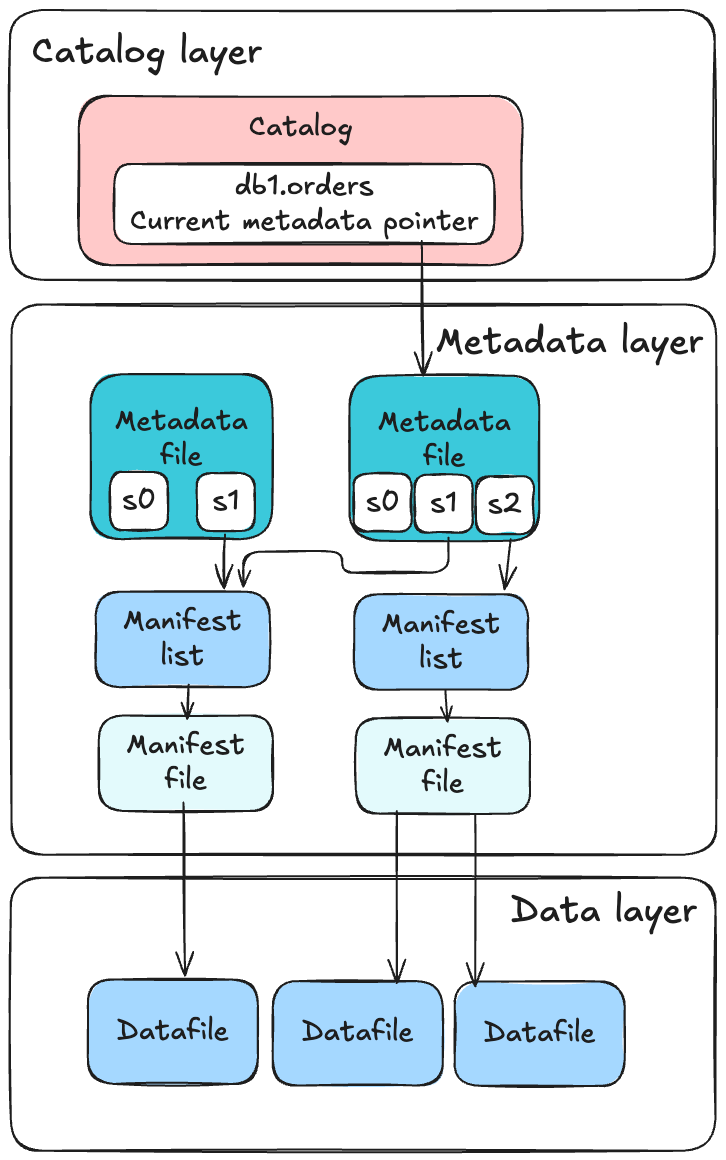 Catalog layer
Catalog
db1.orders
Current metadata pointer
Metadata layer
Metadata
file
s0
s1
Metadata
file
s0
s1
s2
Manifest
list
Manifest
list
Manifest
file
Manifest
file
Data layer
Datafile
Datafile
Datafile